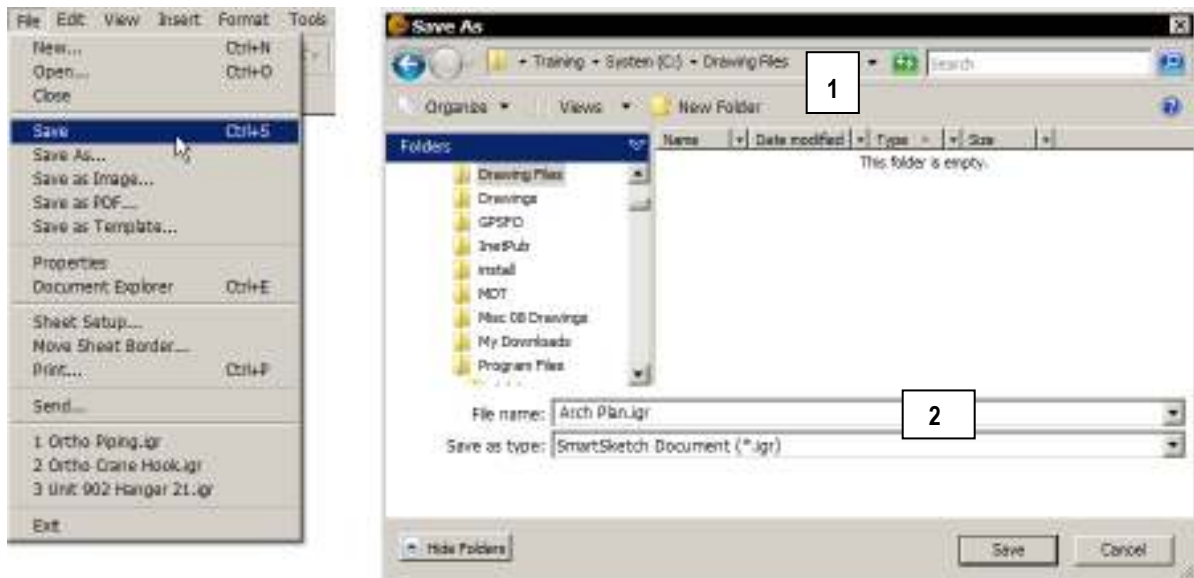 File Edit View Insert Format Tools
New... Ctrl+N
Open... Ctrl+O
Close
Save Ctrl+S
Save As...
Save as Image...
Save as PDF...
Save as Template...
Properties
Document Explorer Ctrl+E
Sheet Setup...
Move Sheet Border...
Print... Ctrl+P
Send...
1 Ortho Piping.igr
2 Ortho Crane Hook.igr
3 Unit 902 Hanger 21.igr
Exit
Save As
Training System (C:) Drawing Files
Search
1
Organize Views New Folder
Folders
Name Date modified Type Size
This folder is empty.
Drawing Files
Drawings
GPSFO
InetPub
install
MDT
Misc 08 Drawings
My Downloads
Program Files
File name: Arch Plan.igr
2
Save as type: SmartSketch Document (*.igr)
Hide Folders
Save Cancel